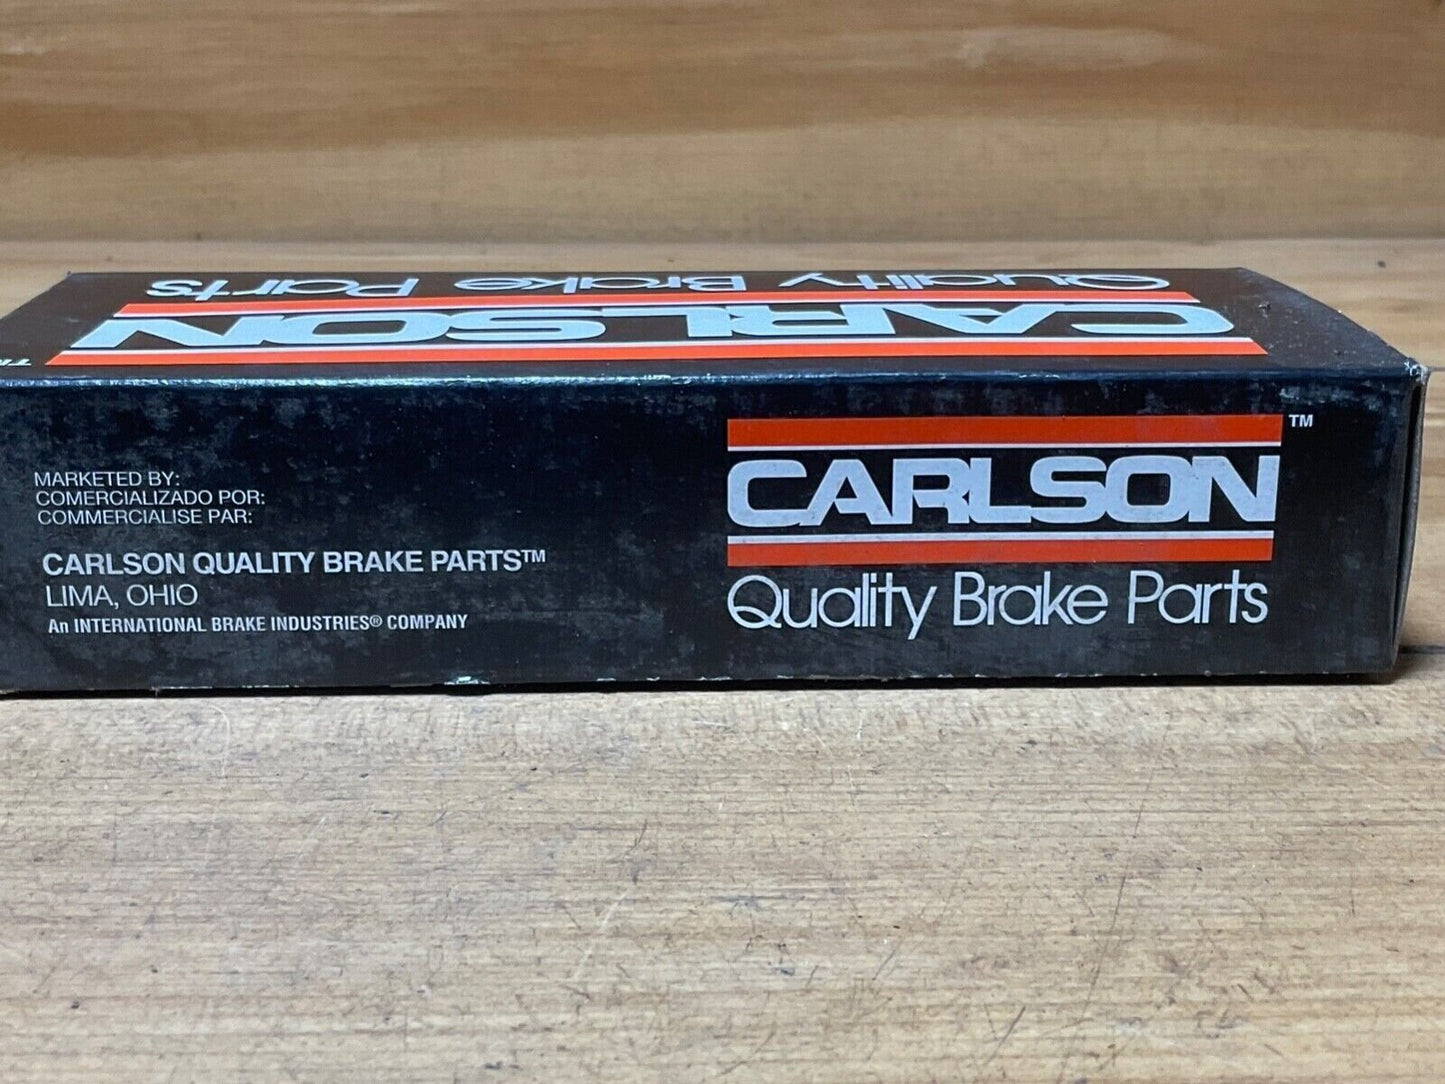 Quality Brake Parts
CARLSON
TM
MARKETED BY:
COMERCIALIZADO POR:
COMMERCIALISE PAR:
CARLSON QUALITY BRAKE PARTS™
LIMA, OHIO
An INTERNATIONAL BRAKE INDUSTRIES® COMPANY
CARLSON™
Quality Brake Parts